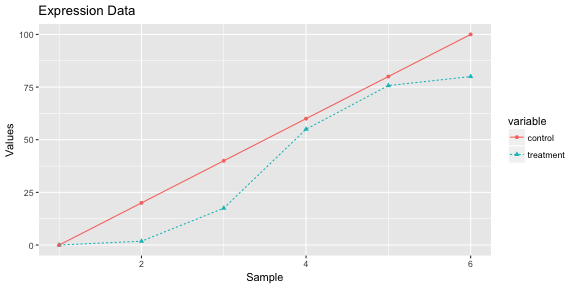 Expression Data
100
75
50
25
0
Values
2 4 6
Sample
variable
control
treatment